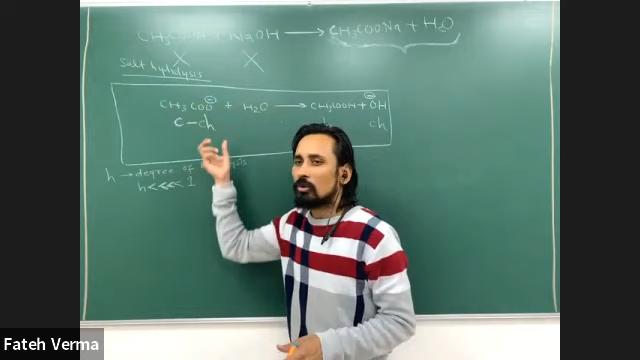 CH₃COOH + NaOH ⟶ CH₃COONa + H₂O
X X
Salt hydrolysis
CH₃COO⊖ + H₂O ⟶ CH₃COOH + ⊖OH
C - ch ch
h → degree of
h <<<< 1
Fateh Verma